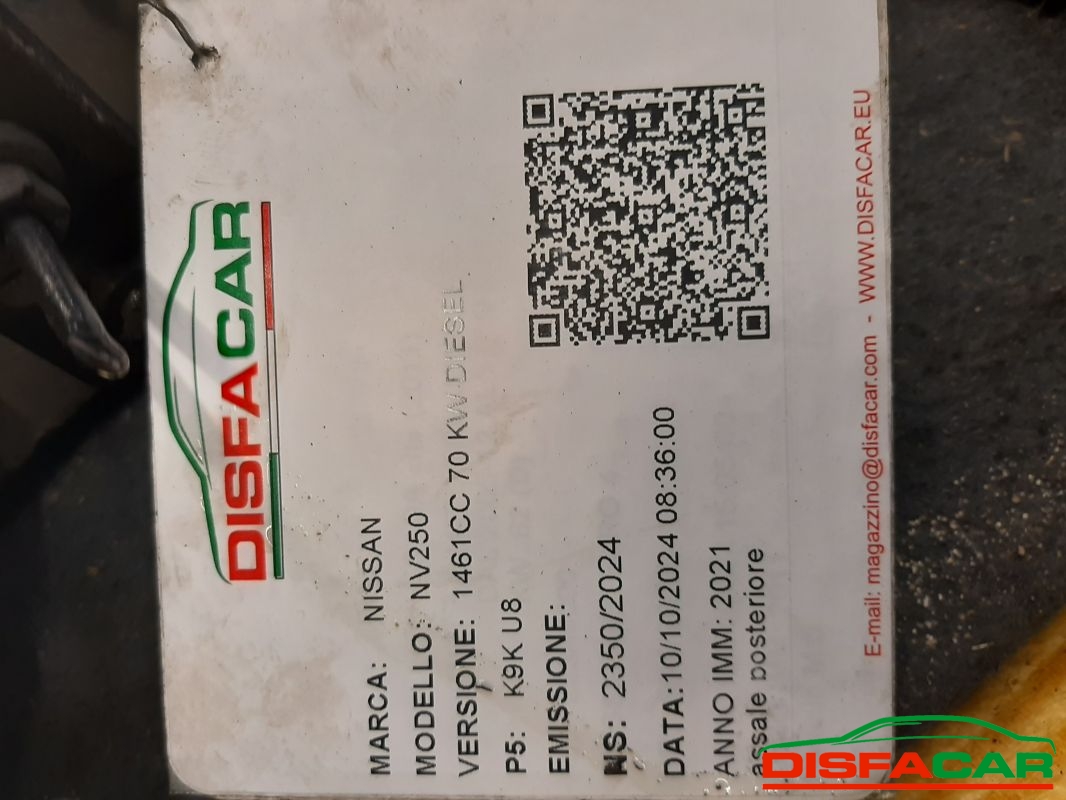 DISFACAR
MARCA: NISSAN
MODELLO: NV250
VERSIONE: 1461CC 70 KW DIESEL
P5: K9K U8
EMISSIONE:
NS: 2350/2024
DATA:10/10/2024 08:36:00
ANNO IMM: 2021
assale posteriore
E-mail: magazzino@disfacar.com - WWW.DISFACAR.EU
DISFACAR